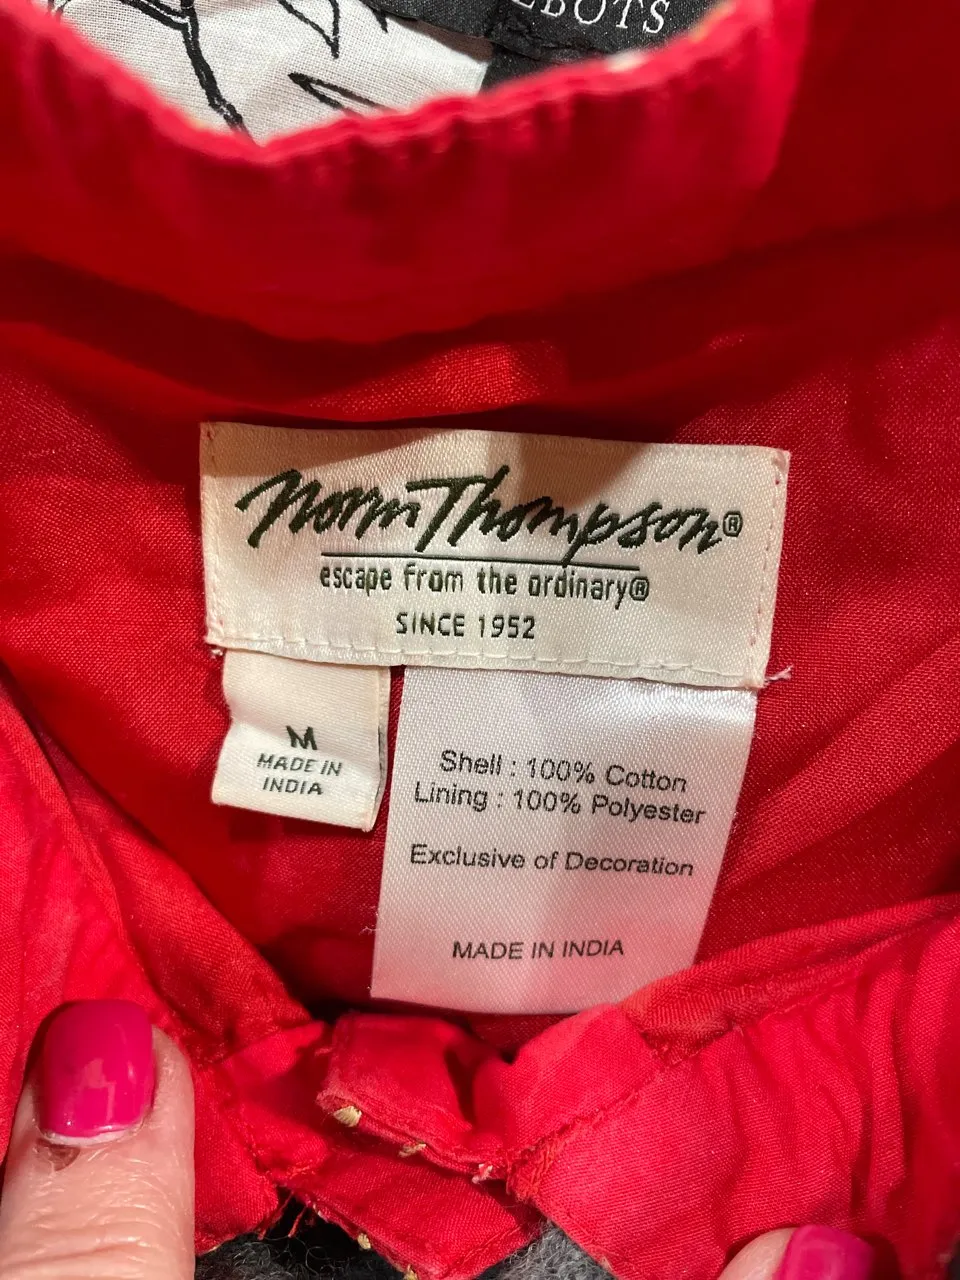 Norm Thompson®
escape from the ordinary®
SINCE 1952
M
MADE IN
INDIA
Shell : 100% Cotton
Lining : 100% Polyester
Exclusive of Decoration
MADE IN INDIA